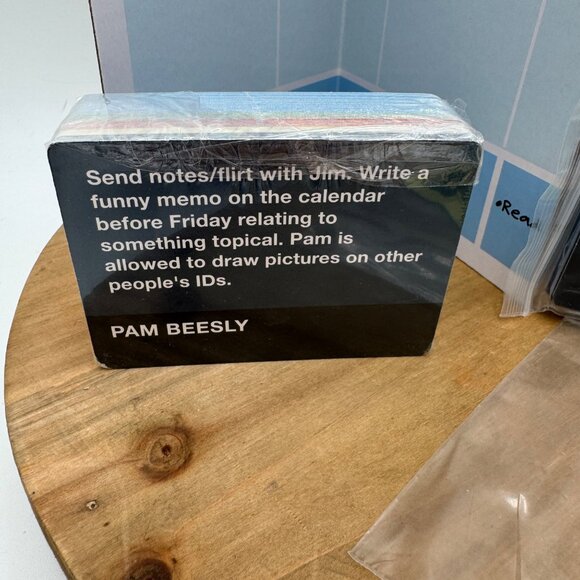 Send notes/flirt with Jim. Write a
funny memo on the calendar
before Friday relating to
something topical. Pam is
allowed to draw pictures on other
people's IDs.
PAM BEESLY